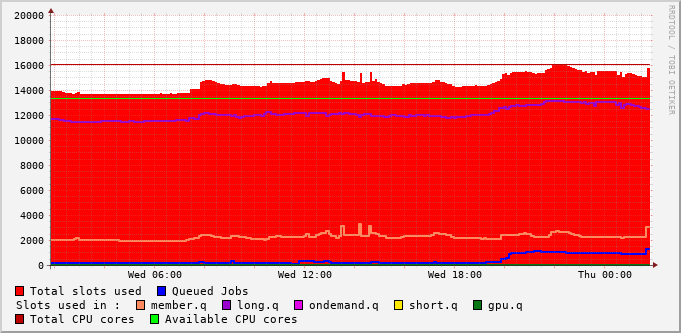 20000
18000
16000
14000
12000
10000
8000
6000
4000
2000
0
Wed 06:00 Wed 12:00 Wed 18:00 Thu 00:00
RRDTOOL / TOBI OETIKER
Total slots used Queued Jobs
Slots used in : member.q long.q ondemand.q short.q gpu.q
Total CPU cores Available CPU cores